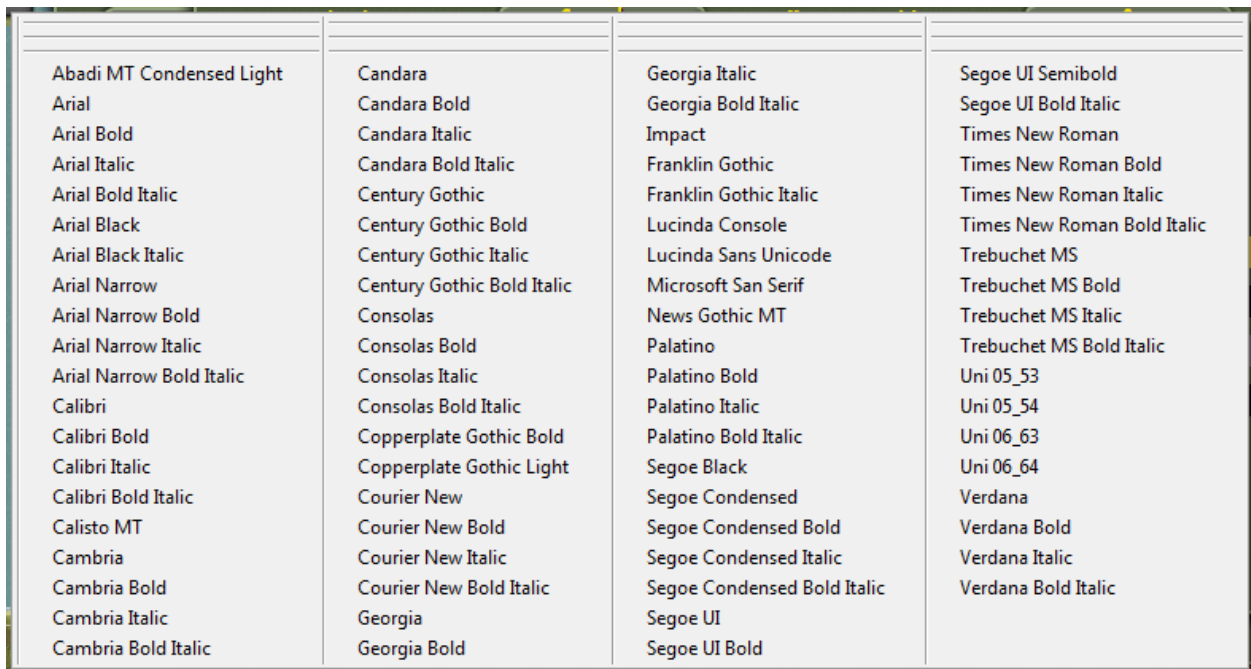 Abadi MT Condensed Light
Arial
Arial Bold
Arial Italic
Arial Bold Italic
Arial Black
Arial Black Italic
Arial Narrow
Arial Narrow Bold
Arial Narrow Italic
Arial Narrow Bold Italic
Calibri
Calibri Bold
Calibri Italic
Calibri Bold Italic
Calisto MT
Cambria
Cambria Bold
Cambria Italic
Cambria Bold Italic
Candara
Candara Bold
Candara Italic
Candara Bold Italic
Century Gothic
Century Gothic Bold
Century Gothic Italic
Century Gothic Bold Italic
Consolas
Consolas Bold
Consolas Italic
Consolas Bold Italic
Copperplate Gothic Bold
Copperplate Gothic Light
Courier New
Courier New Bold
Courier New Italic
Courier New Bold Italic
Georgia
Georgia Bold
Georgia Italic
Georgia Bold Italic
Impact
Franklin Gothic
Franklin Gothic Italic
Lucinda Console
Lucinda Sans Unicode
Microsoft San Serif
News Gothic MT
Palatino
Palatino Bold
Palatino Italic
Palatino Bold Italic
Segoe Black
Segoe Condensed
Segoe Condensed Bold
Segoe Condensed Italic
Segoe Condensed Bold Italic
Segoe UI
Segoe UI Bold
Segoe UI Semibold
Segoe UI Bold Italic
Times New Roman
Times New Roman Bold
Times New Roman Italic
Times New Roman Bold Italic
Trebuchet MS
Trebuchet MS Bold
Trebuchet MS Italic
Trebuchet MS Bold Italic
Uni 05_53
Uni 05_54
Uni 06_63
Uni 06_64
Verdana
Verdana Bold
Verdana Italic
Verdana Bold Italic